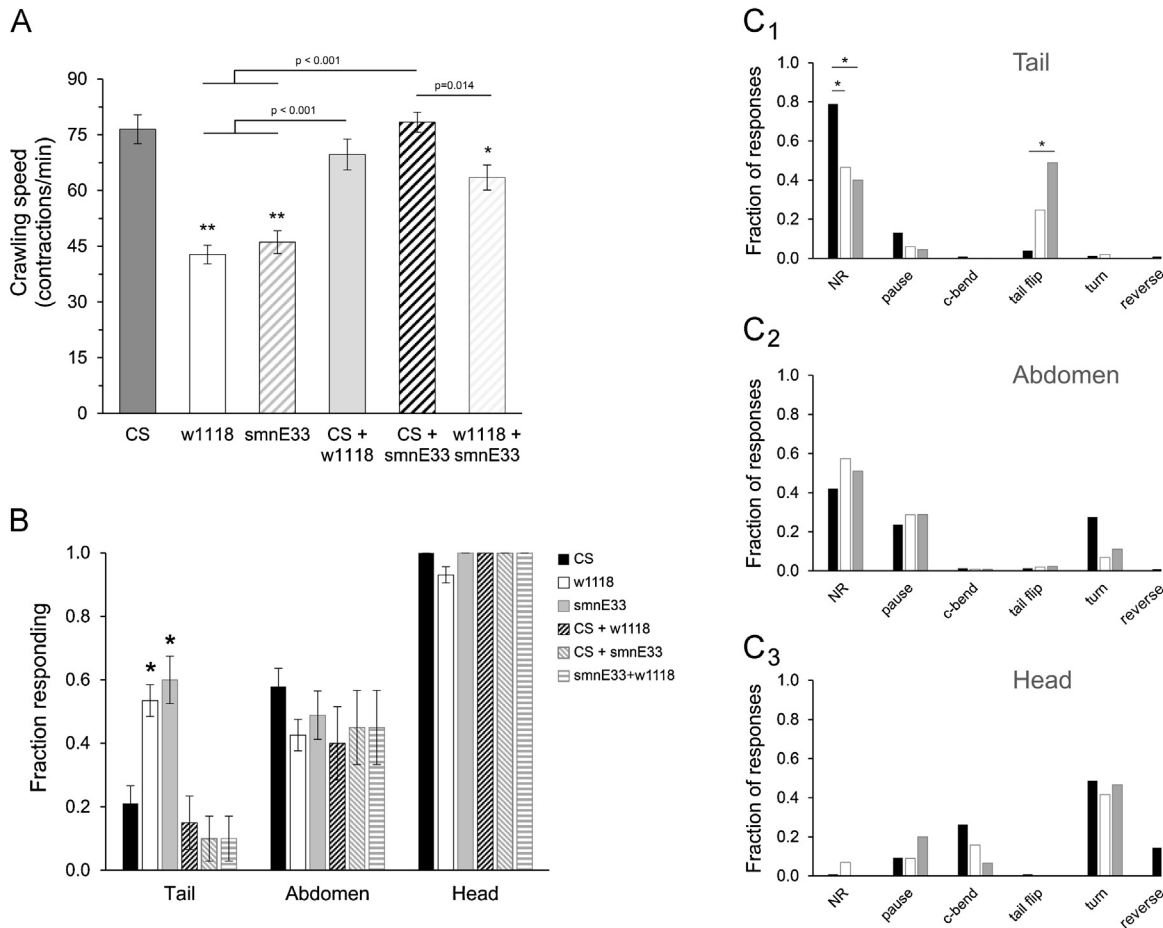 A
p < 0.001
p=0.014
p < 0.001
**
**
*
90
75
60
45
30
15
0
Crawling speed
(contractions/min)
CS
w1118
smnE33
CS +
w1118
CS +
smnE33
w1118 +
smnE33
B
1.0
0.8
0.6
0.4
0.2
0.0
Fraction responding
*
*
Tail
Abdomen
Head
CS
w1118
smnE33
CS + w1118
CS + smnE33
smnE33+w1118
C1
Tail
1.0
0.8
0.6
0.4
0.2
0.0
Fraction of responses
*
*
*
NR
pause
c-bend
tail flip
turn
reverse
C2
Abdomen
1.0
0.8
0.6
0.4
0.2
0.0
Fraction of responses
NR
pause
c-bend
tail flip
turn
reverse
C3
Head
1.0
0.8
0.6
0.4
0.2
0.0
Fraction of responses
NR
pause
c-bend
tail flip
turn
reverse